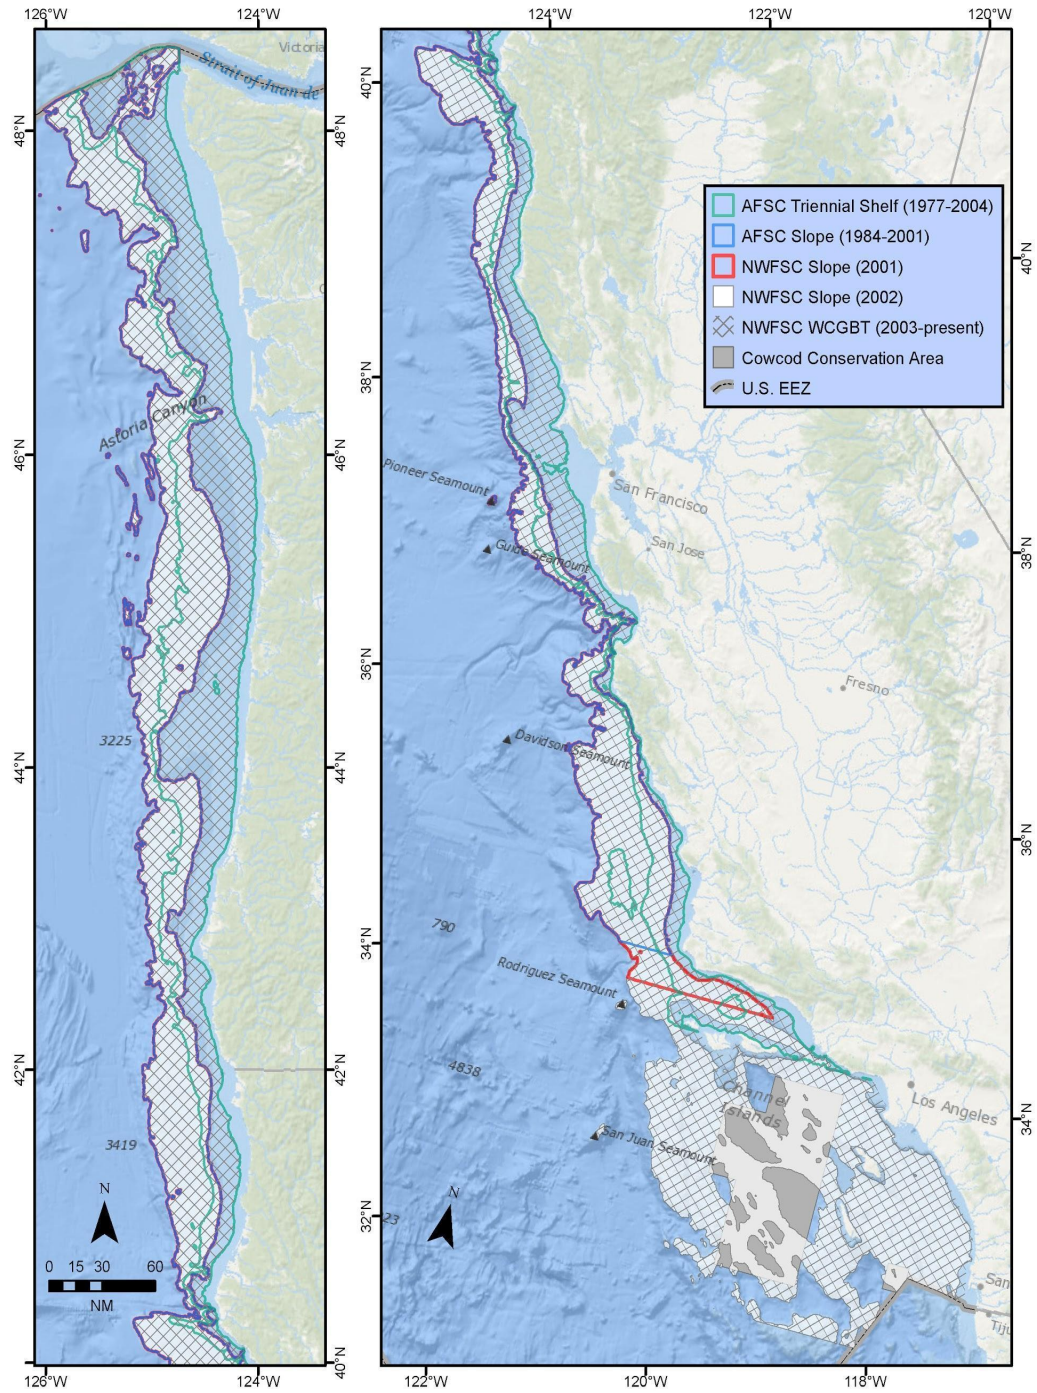 126°W
124°W
124°W
122°W
120°W
Victoria
Strait of Juan de
48°N
46°N
44°N
42°N
40°N
Astoria Canyon
3225
3419
N
0 15 30 60
NM
126°W
124°W
40°N
38°N
36°N
34°N
32°N
AFSC Triennial Shelf (1977-2004)
AFSC Slope (1984-2001)
NWFSC Slope (2001)
NWFSC Slope (2002)
NWFSC WCGBT (2003-present)
Cowcod Conservation Area
U.S. EEZ
40°N
38°N
36°N
34°N
Pioneer Seamount
San Francisco
San Jose
Guide Seamount
Fresno
Davidson Seamount
790
Rodriguez Seamount
4838
Channel
Islands
Los Angeles
San Juan Seamount
N
23
San
Tiju
122°W
120°W
118°W